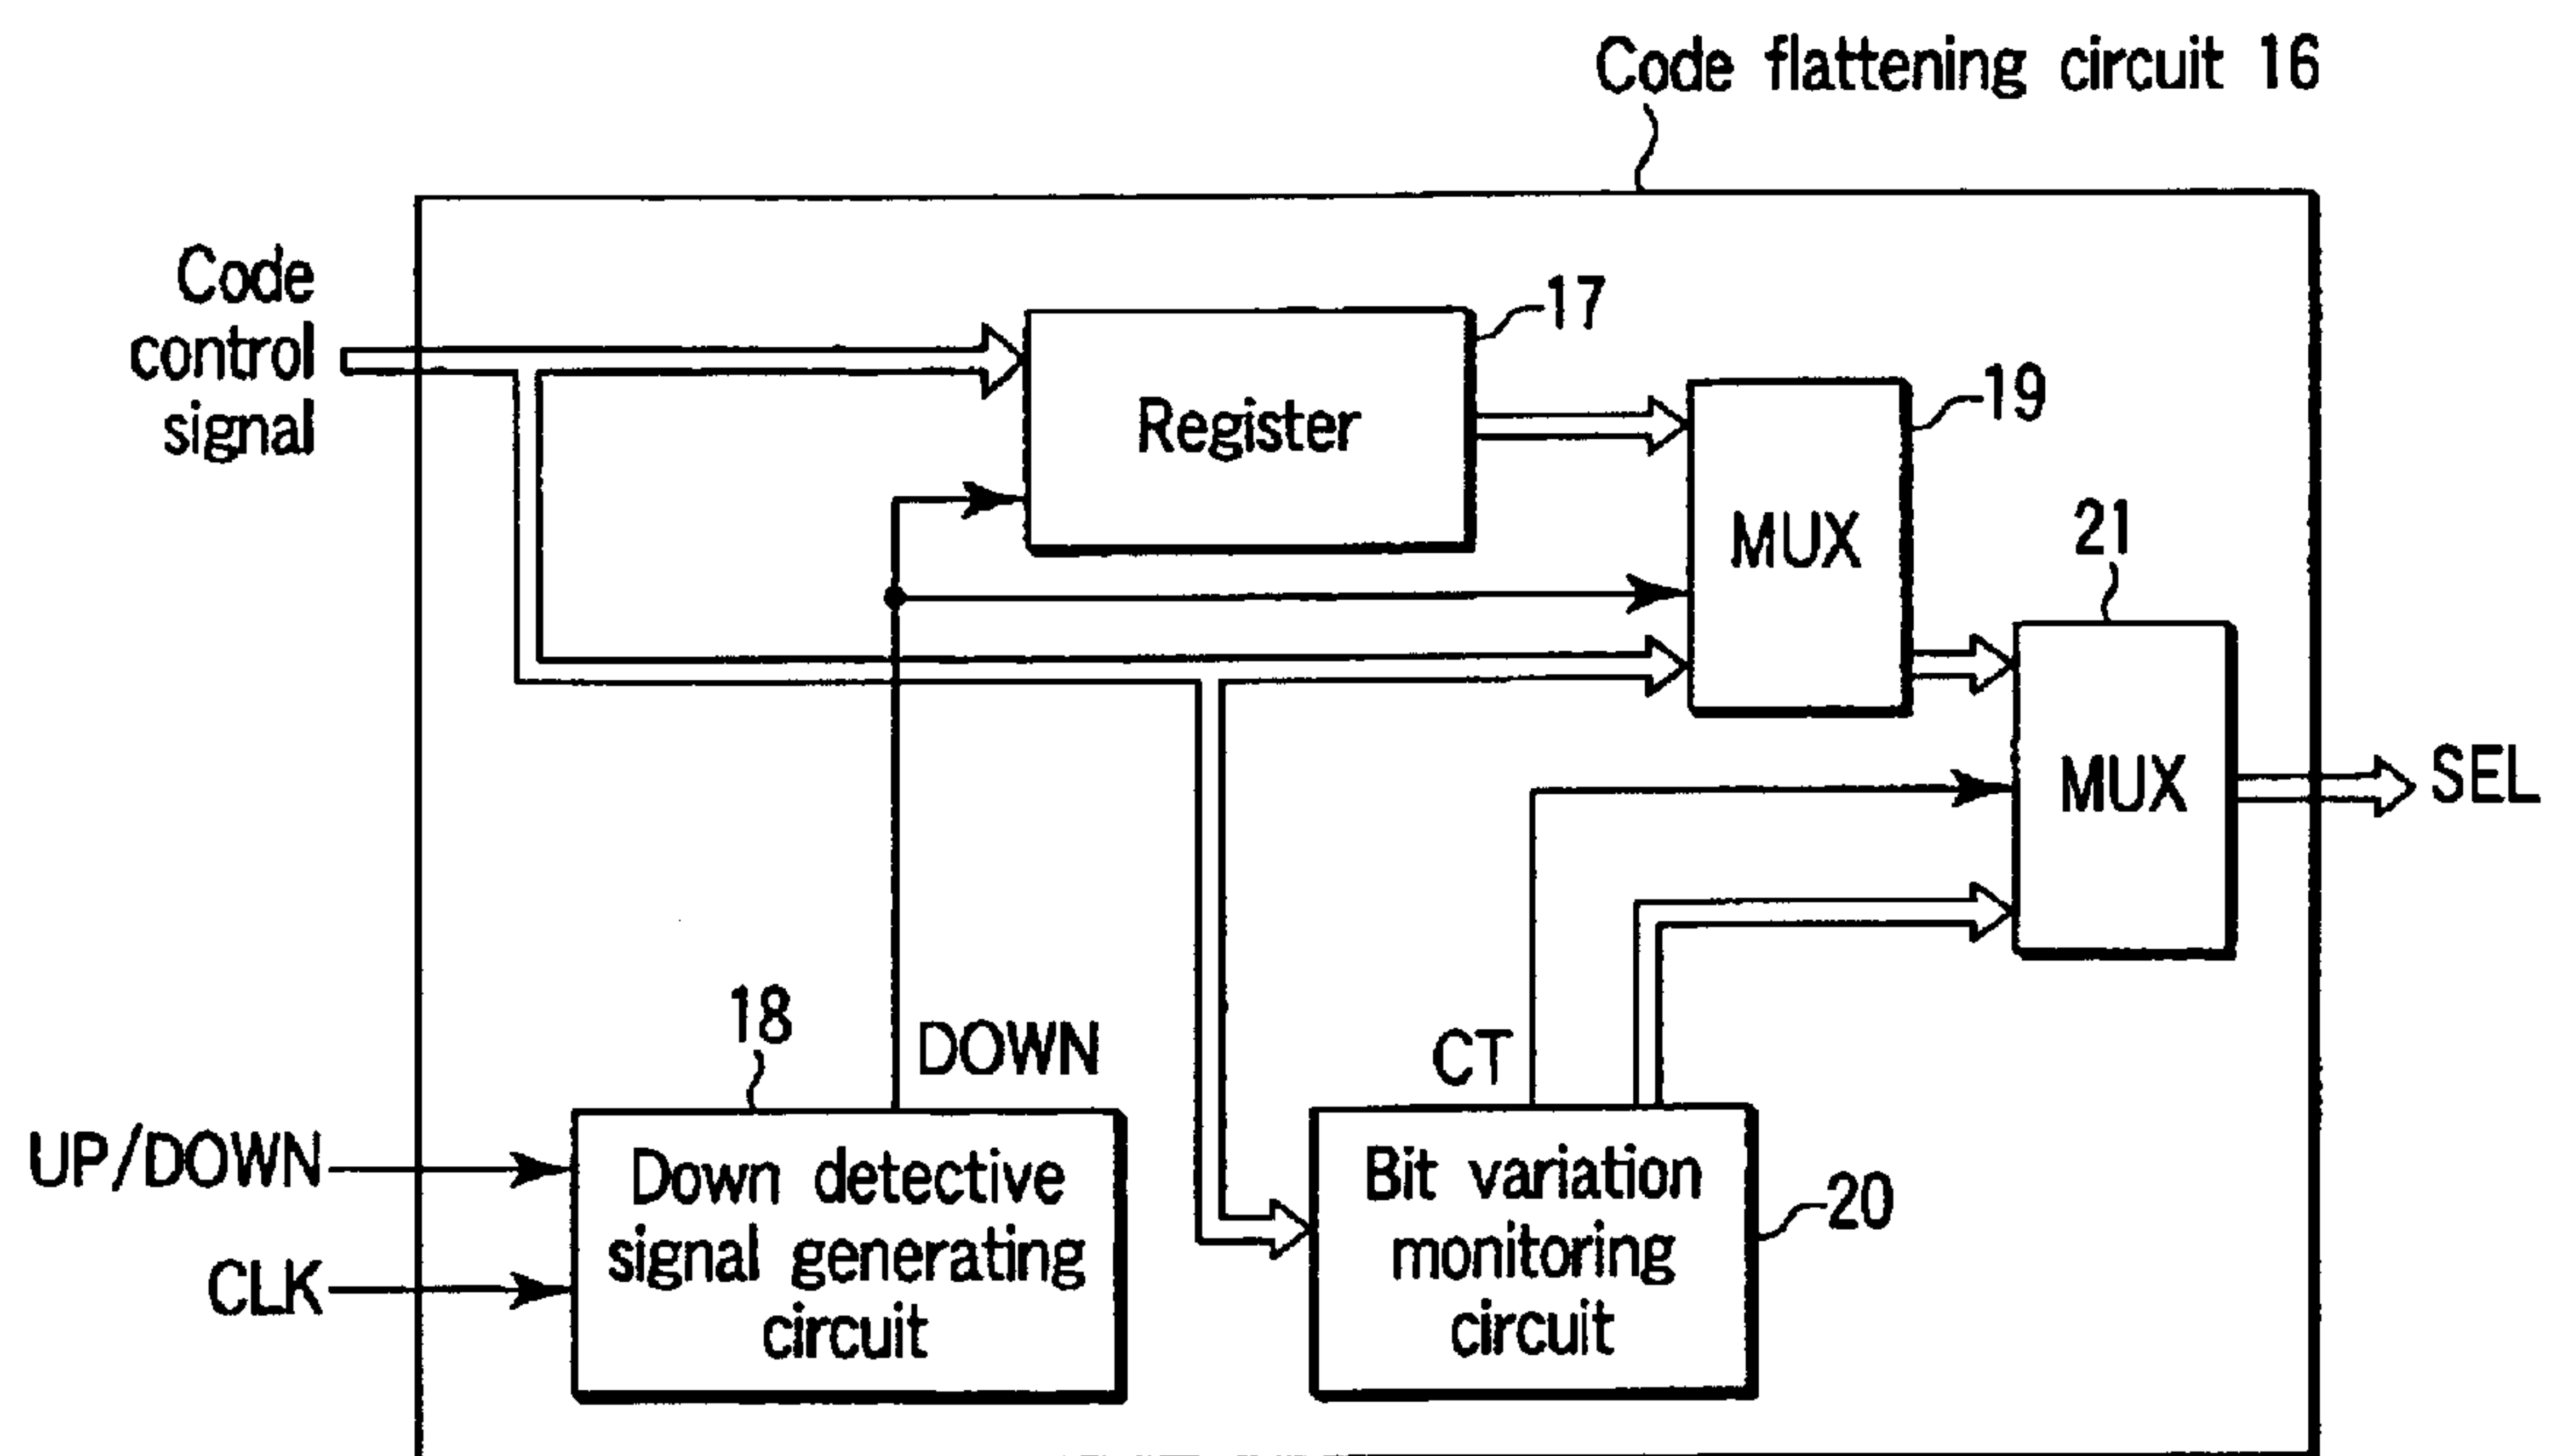 Code flattening circuit 16
Code
control
signal
17
Register
19
MUX
21
MUX
SEL
18
DOWN
CT
UP/DOWN
CLK
Down detective
signal generating
circuit
Bit variation
monitoring
circuit
20